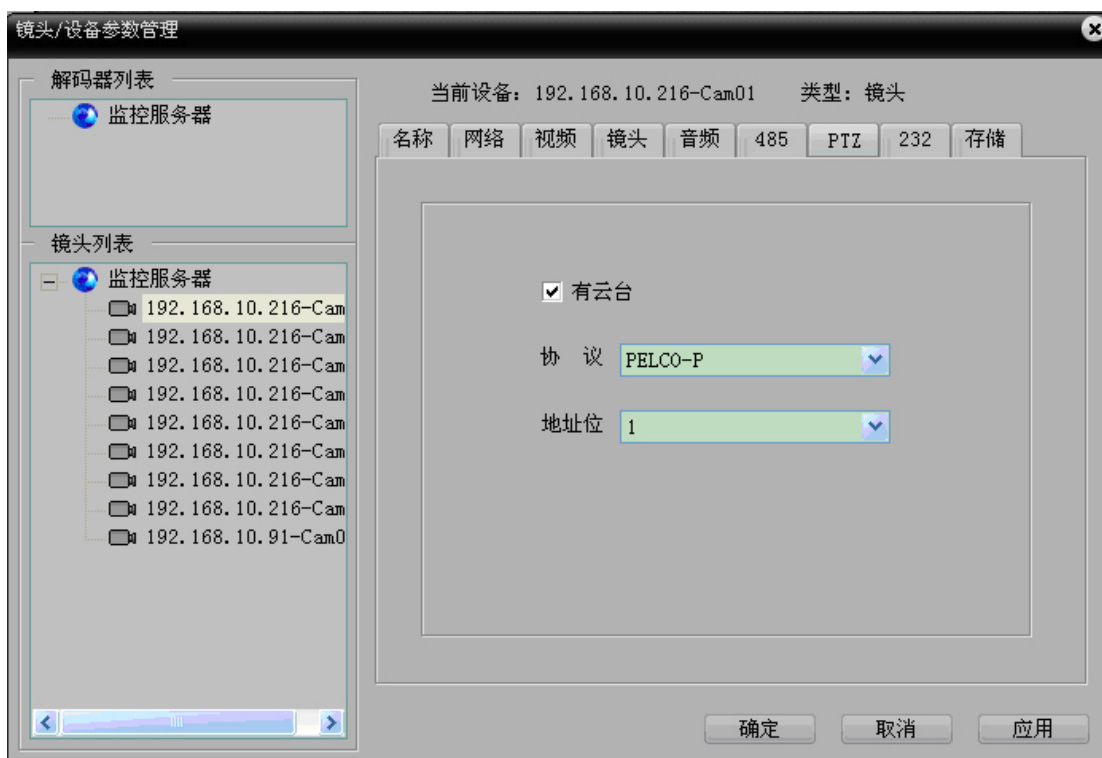 镜头/设备参数管理
解码器列表
监控服务器
镜头列表
监控服务器
192.168.10.216-Cam
192.168.10.216-Cam
192.168.10.216-Cam
192.168.10.216-Cam
192.168.10.216-Cam
192.168.10.216-Cam
192.168.10.216-Cam
192.168.10.216-Cam
192.168.10.91-Cam0
当前设备: 192.168.10.216-Cam01 类型: 镜头
名称 网络 视频 镜头 音频 485 PTZ 232 存储
有云台
协 议 PELCO-P
地址位 1
确定 取消 应用